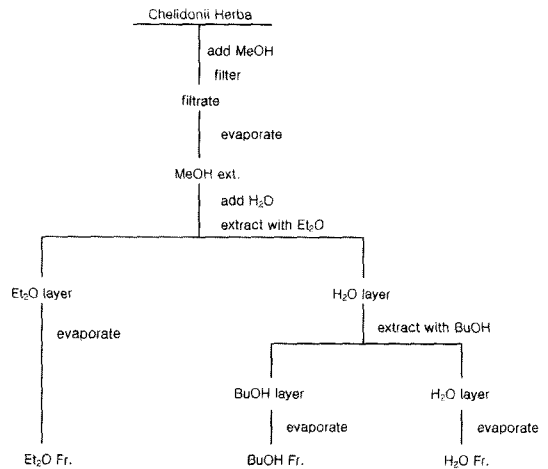 Chelidonii Herba
add MeOH
filter
filtrate
evaporate
MeOH ext.
add H₂O
extract with Et₂O
Et₂O layer
H₂O layer
evaporate
extract with BuOH
BuOH layer
H₂O layer
evaporate
evaporate
Et₂O Fr.
BuOH Fr.
H₂O Fr.